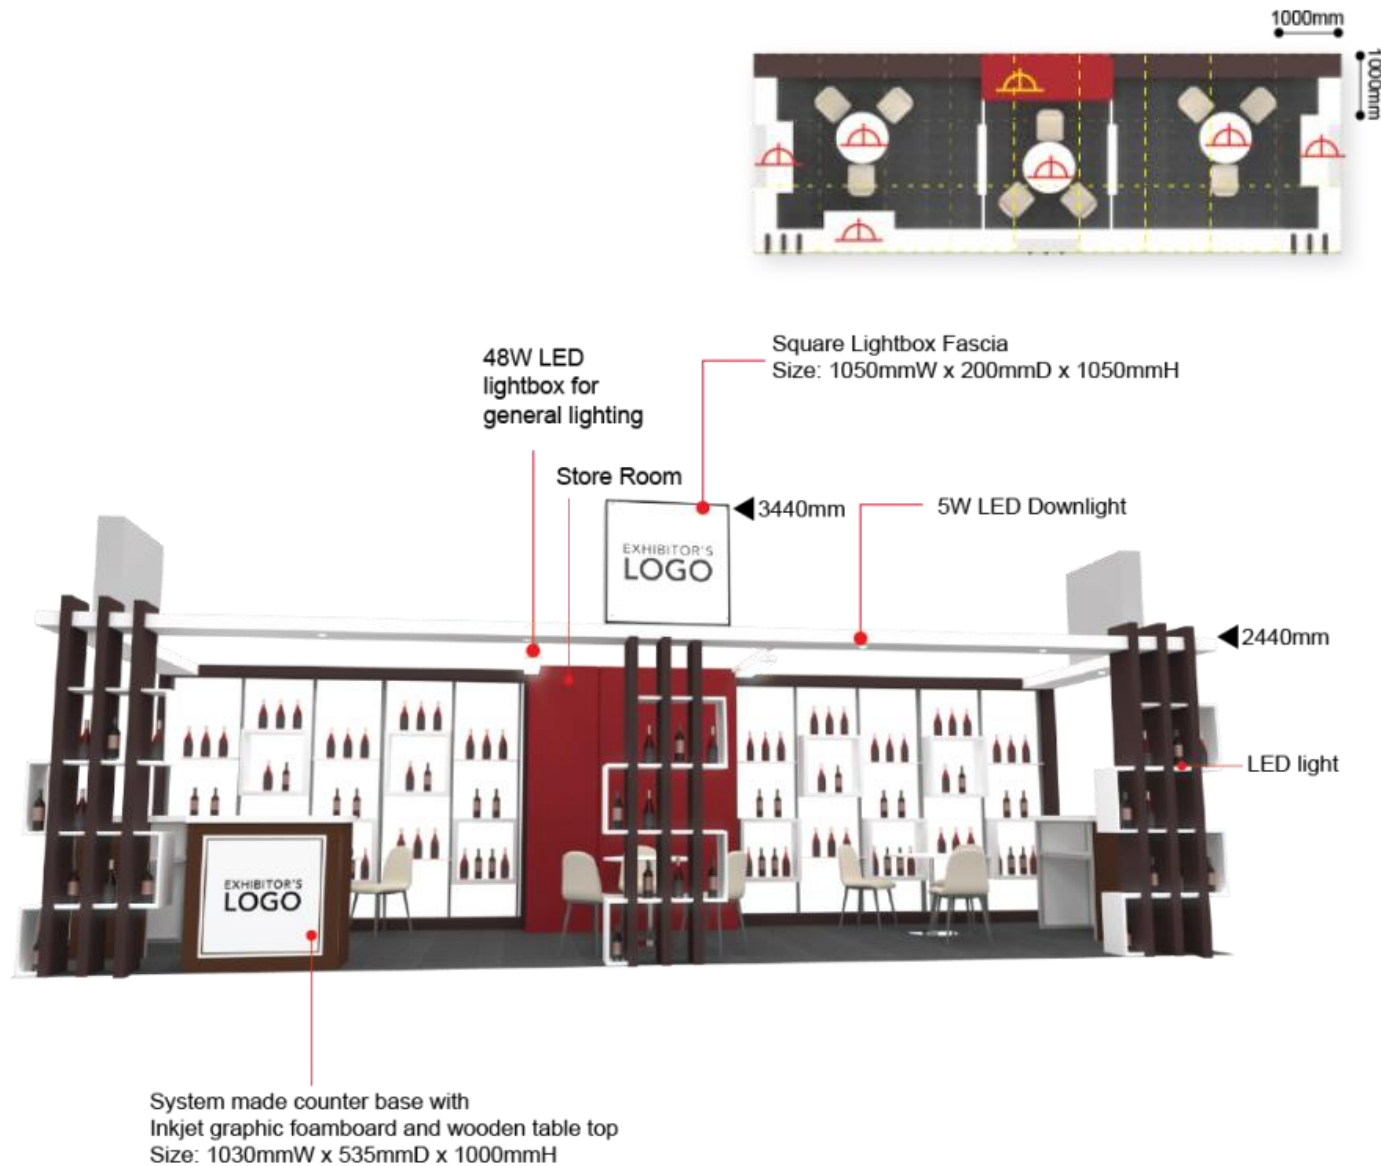 1000mm
1000mm
Square Lightbox Fascia
Size: 1050mmW x 200mmD x 1050mmH
48W LED
lightbox for
general lighting
Store Room
3440mm
5W LED Downlight
EXHIBITOR'S
LOGO
2440mm
LED light
EXHIBITOR'S
LOGO
System made counter base with
Inkjet graphic foamboard and wooden table top
Size: 1030mmW x 535mmD x 1000mmH